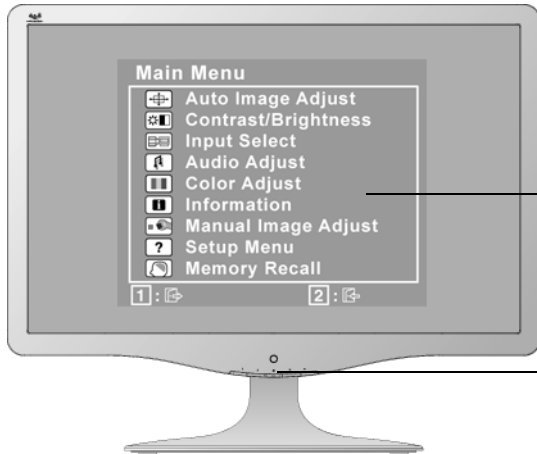 Main Menu
Auto Image Adjust
Contrast/Brightness
Input Select
Audio Adjust
Color Adjust
Information
Manual Image Adjust
? Setup Menu
Memory Recall
1 : 2 :